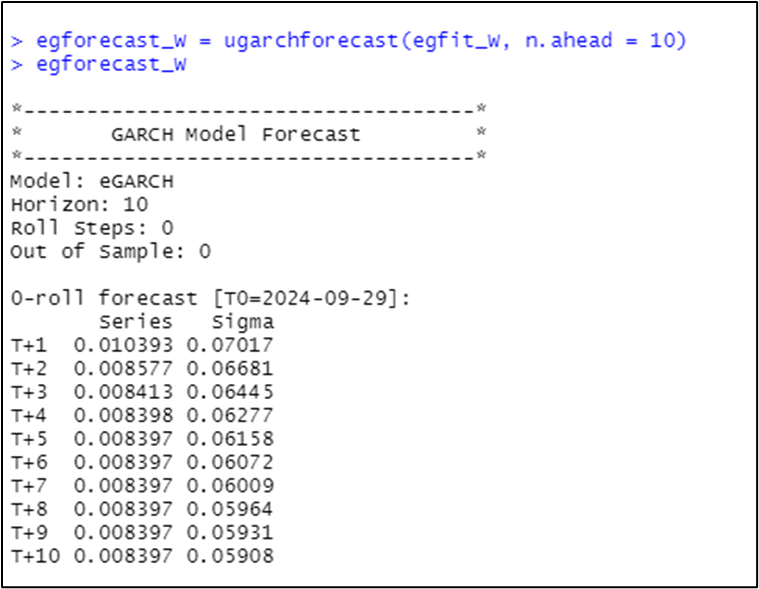 > egforecast_w = ugarchforecast(egfit_w, n.ahead = 10)
> egforecast_w
*------------------------------------*
*       GARCH Model Forecast         *
*------------------------------------*
Model: eGARCH
Horizon: 10
Roll Steps: 0
Out of Sample: 0
0-roll forecast [T0=2024-09-29]:
       Series   Sigma
T+1  0.010393 0.07017
T+2  0.008577 0.06681
T+3  0.008413 0.06445
T+4  0.008398 0.06277
T+5  0.008397 0.06158
T+6  0.008397 0.06072
T+7  0.008397 0.06009
T+8  0.008397 0.05964
T+9  0.008397 0.05931
T+10 0.008397 0.05908